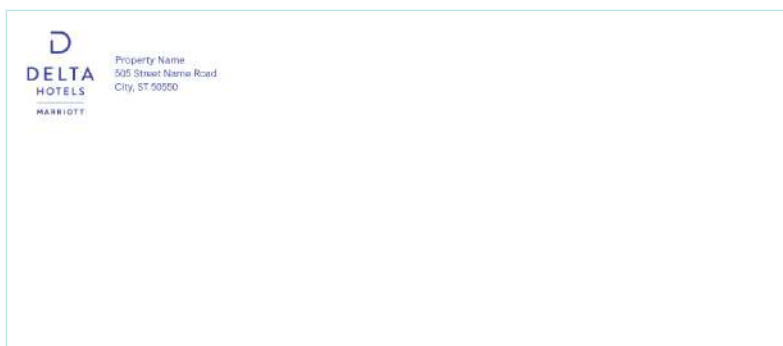 D
DELTA
HOTELS
MARRIOTT
Property Name
505 Street Name Road
City, ST 50550